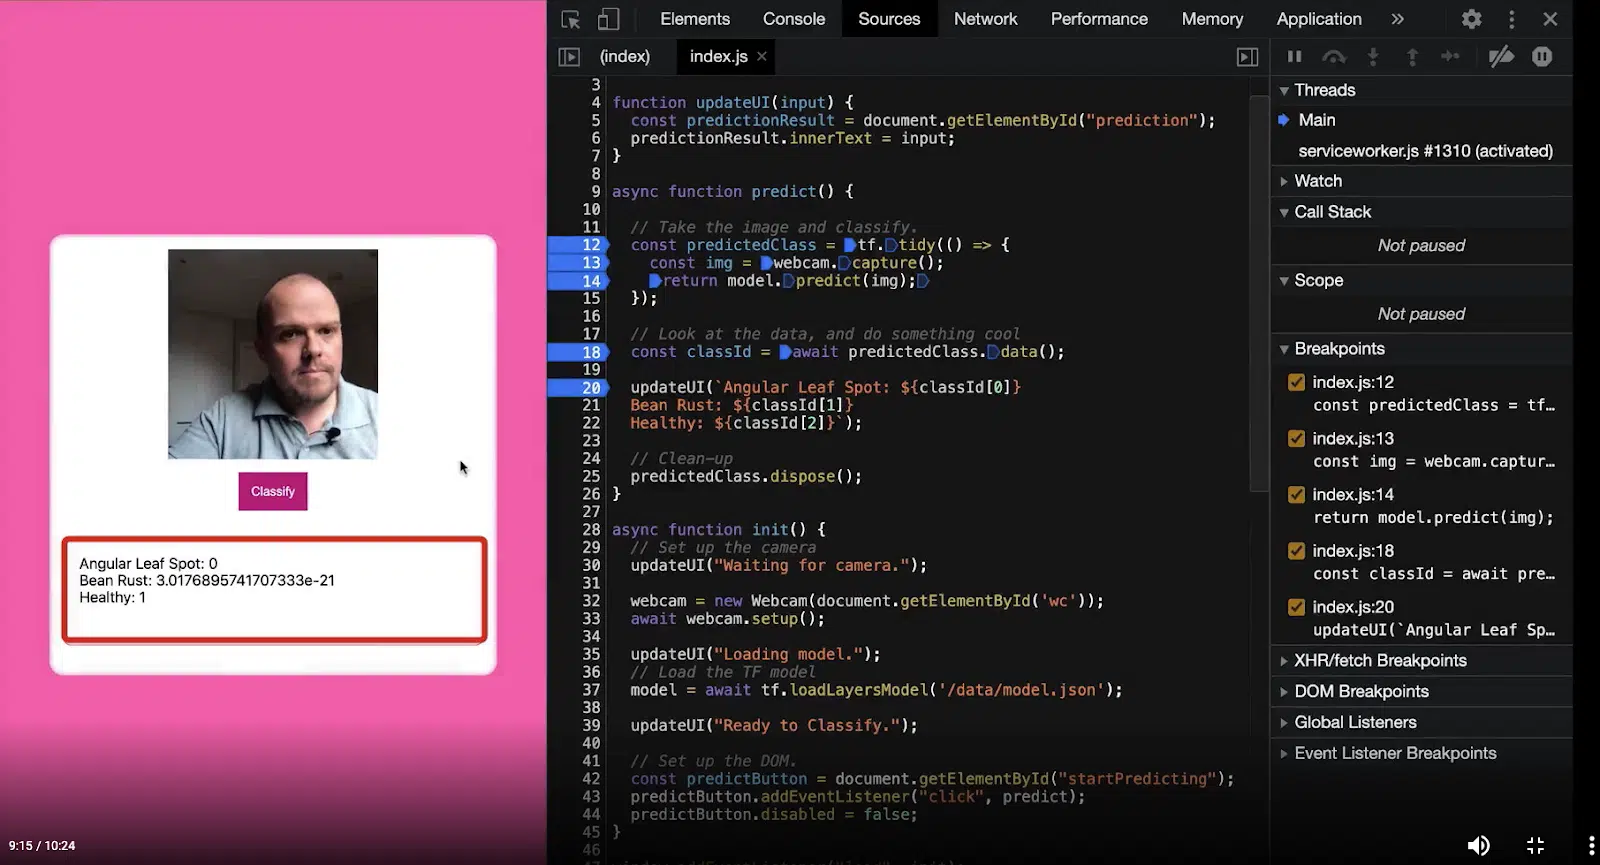 Elements Console Sources Network Performance Memory Application »
(index) index.js ×
3
4 function updateUI(input) {
5 const predictionResult = document.getElementById("prediction");
6 predictionResult.innerText = input;
7 }
8
9 async function predict() {
10
11 // Take the image and classify.
12 const predictedClass = tf.tidy(() => {
13 const img = webcam.capture();
14 return model.predict(img);
15 });
16
17 // Look at the data, and do something cool
18 const classId = await predictedClass.data();
19
20 updateUI(`Angular Leaf Spot: ${classId[0]}
21 Bean Rust: ${classId[1]}
22 Healthy: ${classId[2]}`);
23
24 // Clean-up
25 predictedClass.dispose();
26 }
27
28 async function init() {
29 // Set up the camera
30 updateUI("Waiting for camera.");
31
32 webcam = new Webcam(document.getElementById('wc'));
33 await webcam.setup();
34
35 updateUI("Loading model.");
36 // Load the TF model
37 model = await tf.loadLayersModel('/data/model.json');
38
39 updateUI("Ready to Classify.");
40
41 // Set up the DOM.
42 const predictButton = document.getElementById("startPredicting");
43 predictButton.addEventListener("click", predict);
44 predictButton.disabled = false;
45 }
46
Threads
Main
serviceworker.js #1310 (activated)
Watch
Call Stack
Not paused
Scope
Not paused
Breakpoints
index.js:12
const predictedClass = tf…
index.js:13
const img = webcam.captur…
index.js:14
return model.predict(img);
index.js:18
const classId = await pre…
index.js:20
updateUI(`Angular Leaf Sp…
XHR/fetch Breakpoints
DOM Breakpoints
Global Listeners
Event Listener Breakpoints
Classify
Angular Leaf Spot: 0
Bean Rust: 3.0176895741707333e-21
Healthy: 1
9:15 / 10:24